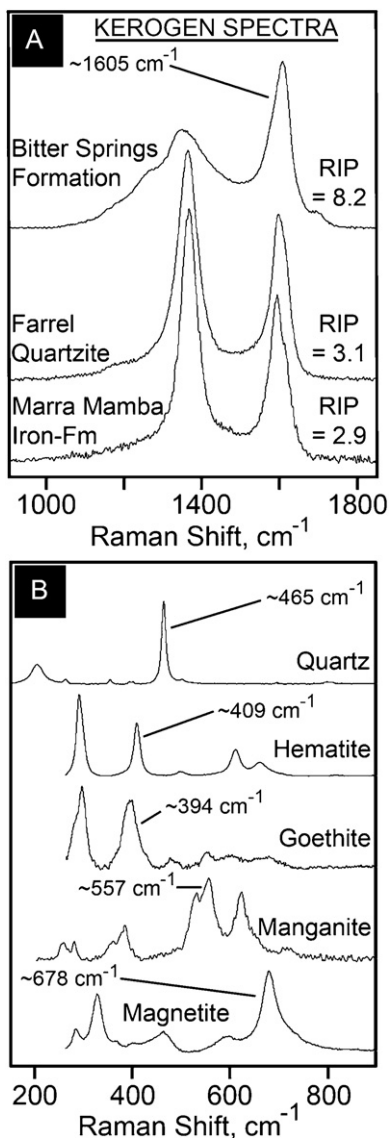 A
KEROGEN SPECTRA
~1605 cm-1
Bitter Springs
Formation
RIP
= 8.2
Farrel
Quartzite
RIP
= 3.1
Marra Mamba
Iron-Fm
RIP
= 2.9
1000
1400
1800
Raman Shift, cm-1
B
~465 cm-1
Quartz
~409 cm-1
Hematite
~394 cm-1
Goethite
~557 cm-1
Manganite
~678 cm-1
Magnetite
200
400
600
800
Raman Shift, cm-1